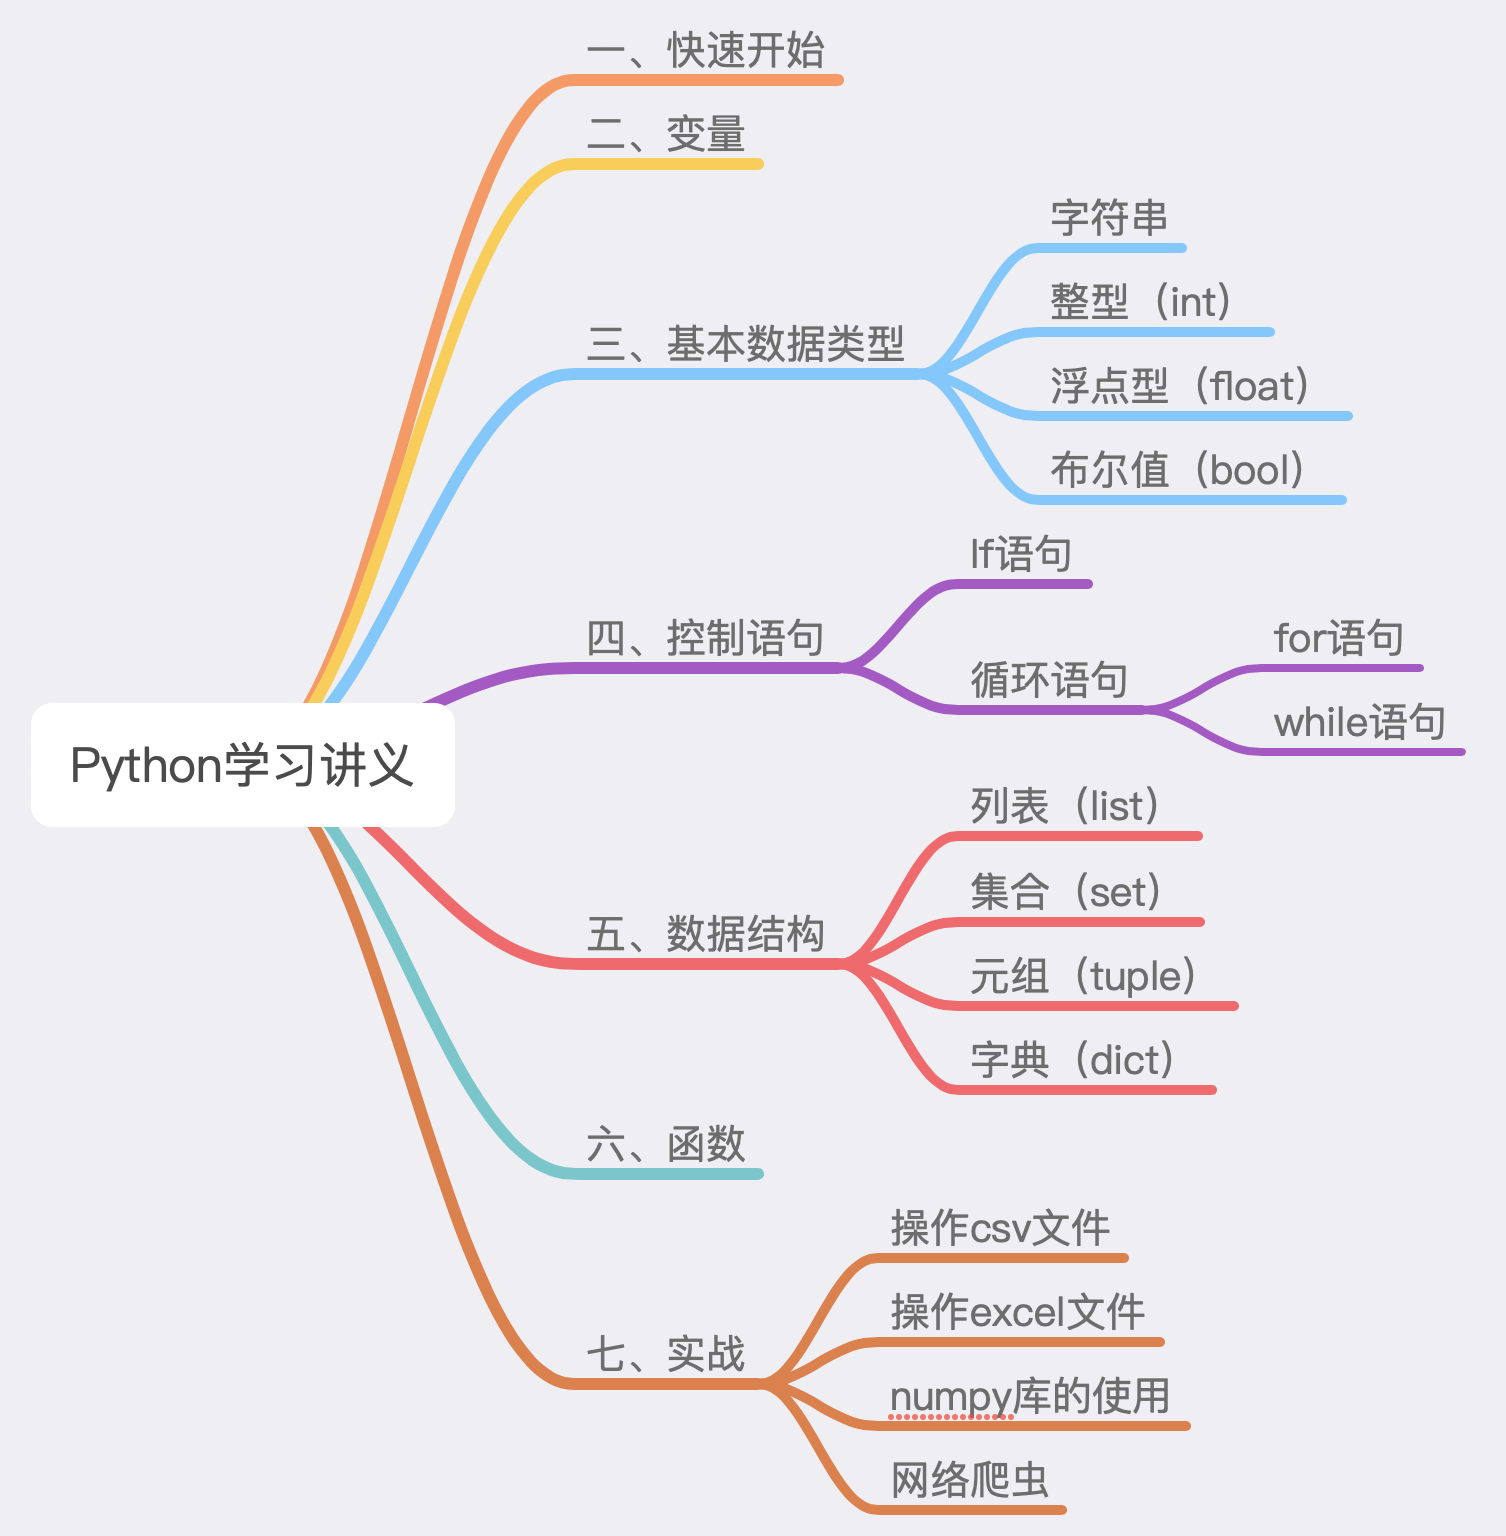 一、快速开始
二、变量
三、基本数据类型
字符串
整型（int）
浮点型（float）
布尔值（bool）
四、控制语句
If语句
循环语句
for语句
while语句
Python学习讲义
五、数据结构
列表（list）
集合（set）
元组（tuple）
字典（dict）
六、函数
七、实战
操作csv文件
操作excel文件
numpy库的使用
网络爬虫